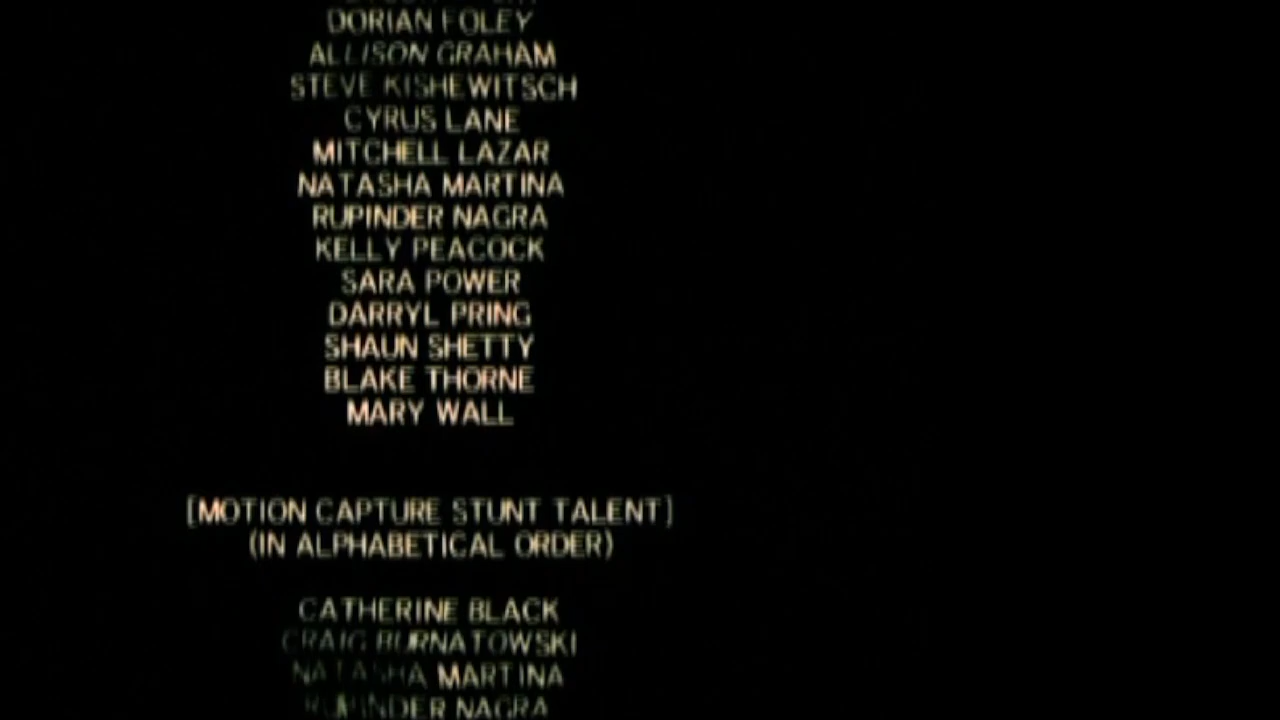 DORIAN FOLEY
ALLISON GRAHAM
STEVE KISHEWITSCH
CYRUS LANE
MITCHELL LAZAR
NATASHA MARTINA
RUPINDER NAGRA
KELLY PEACOCK
SARA POWER
DARRYL PRING
SHAUN SHETTY
BLAKE THORNE
MARY WALL
[MOTION CAPTURE STUNT TALENT]
(IN ALPHABETICAL ORDER)
CATHERINE BLACK
CRAIG BURNATOWSKI
NATASHA MARTINA
RUPINDER NAGRA